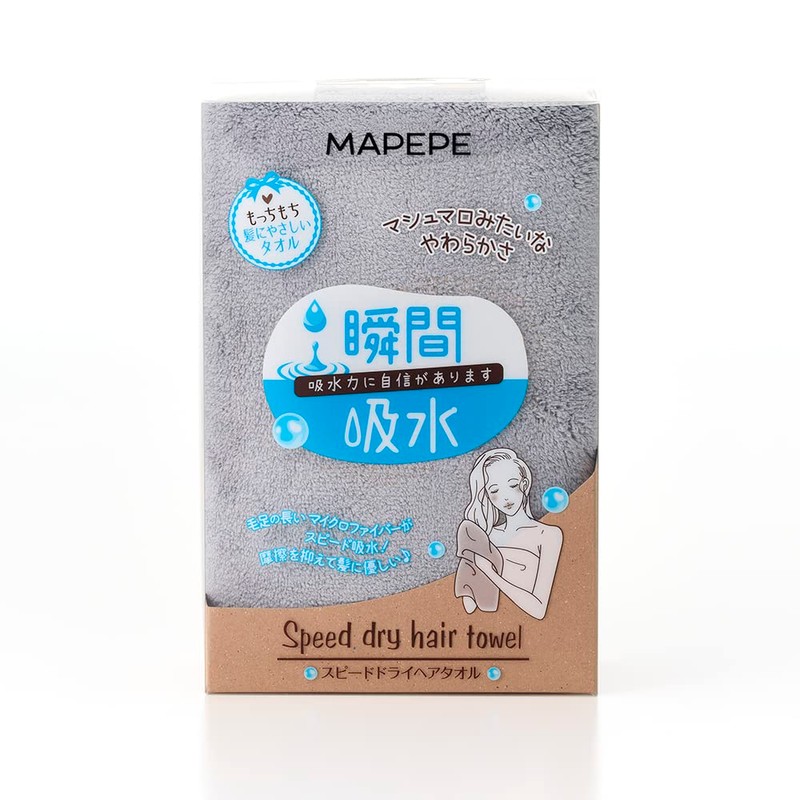 MAPEPE
もっちもち
髪にやさしい
タオル
マシュマロみたいな
やわらかさ
瞬間
吸水力に自信があります
吸水
毛足の長いマイクロファイバーが
スピード吸水!
摩擦を抑えて髪に優しい♪
Speed dry hair towel
スピードドライヘアタオル